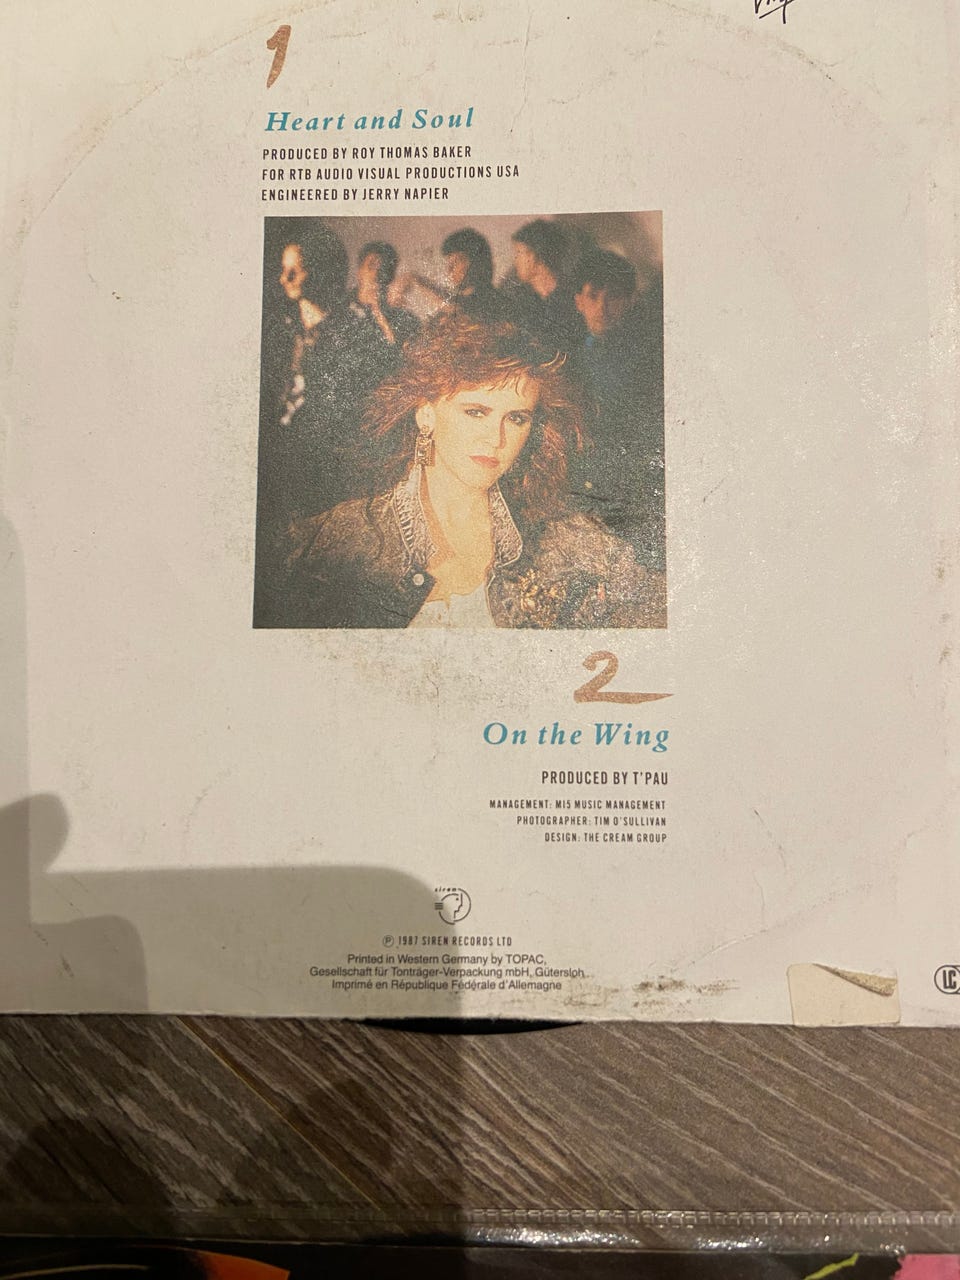 1
Heart and Soul
PRODUCED BY ROY THOMAS BAKER
FOR RTB AUDIO VISUAL PRODUCTIONS USA
ENGINEERED BY JERRY NAPIER
2
On the Wing
PRODUCED BY T'PAU
MANAGEMENT: MI5 MUSIC MANAGEMENT
PHOTOGRAPHER: TIM O'SULLIVAN
DESIGN: THE CREAM GROUP
siren
℗ 1987 SIREN RECORDS LTD
Printed in Western Germany by TOPAC,
Gesellschaft für Tonträger-Verpackung mbH, Gütersloh
Imprimé en République Fédérale d'Allemagne
LC